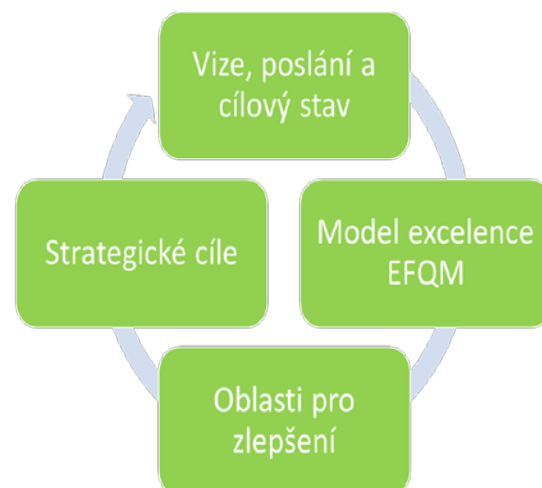 Vize, poslání a
cílový stav
Model excelence
EFQM
Oblasti pro
zlepšení
Strategické cíle